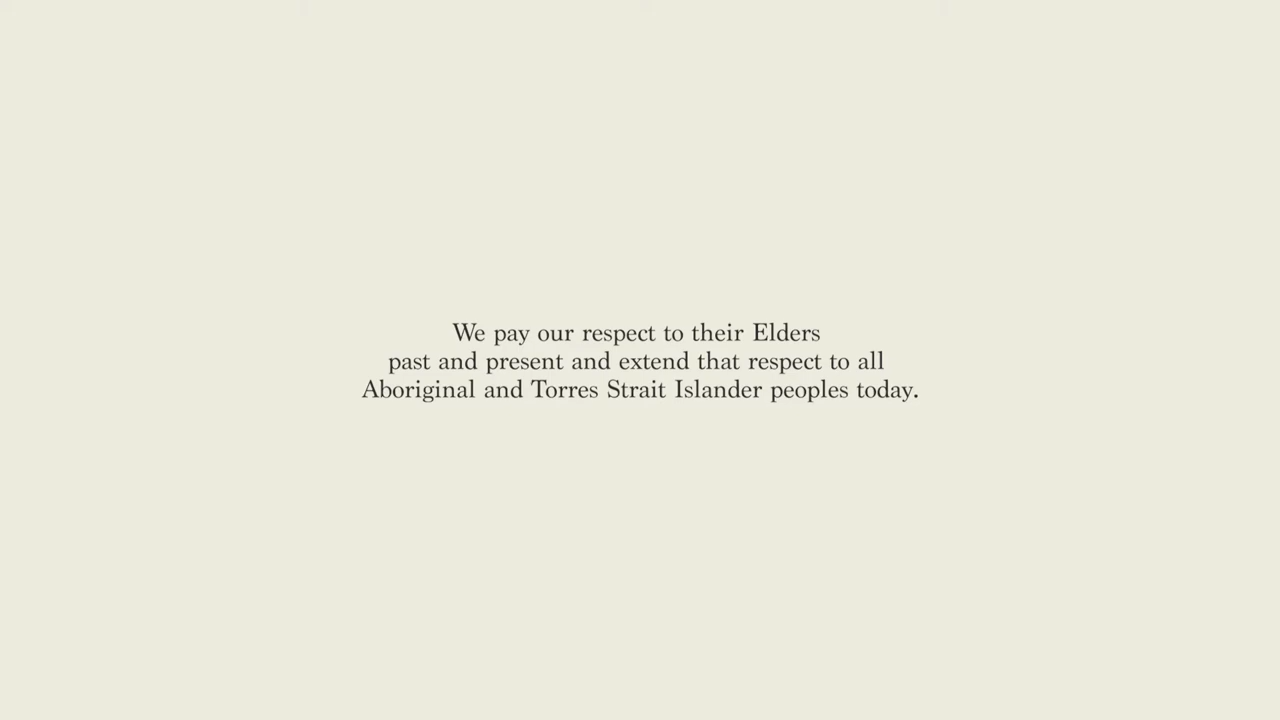 We pay our respect to their Elders
past and present and extend that respect to all
Aboriginal and Torres Strait Islander peoples today.